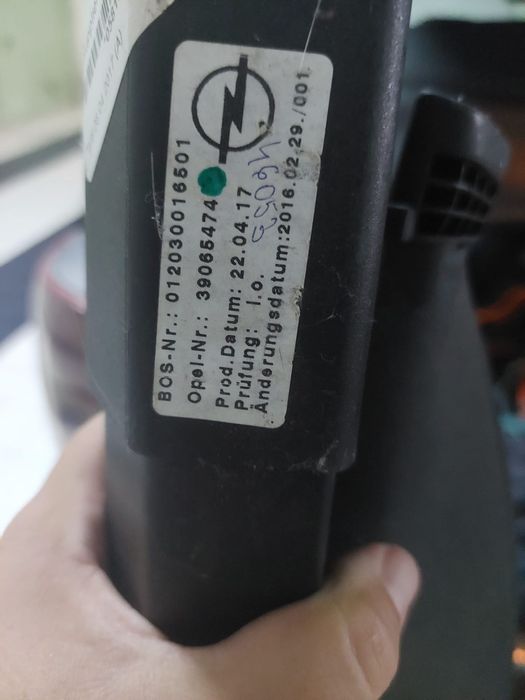 BOS-Nr.: 0120300016501
Opel-Nr.: 39065474
Prod.Datum: 22.04.17
Prüfung: I.o.
Änderungsdatum:2016.02.29./001